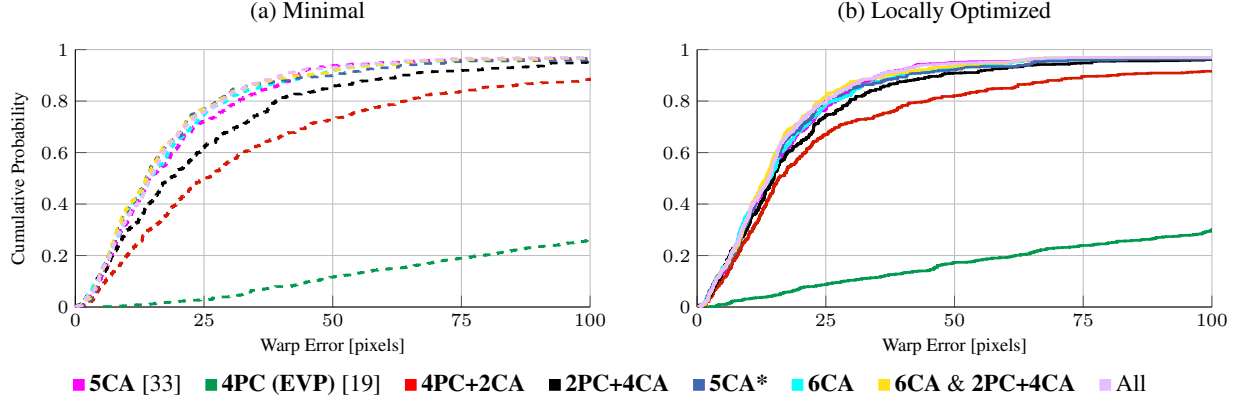 (a) Minimal
(b) Locally Optimized
Cumulative Probability
1
0.8
0.6
0.4
0.2
0
0 25 50 75 100
Warp Error [pixels]
1
0.8
0.6
0.4
0.2
0
0 25 50 75 100
Warp Error [pixels]
5CA [33] 4PC (EVP) [19] 4PC+2CA 2PC+4CA 5CA* 6CA 6CA & 2PC+4CA All